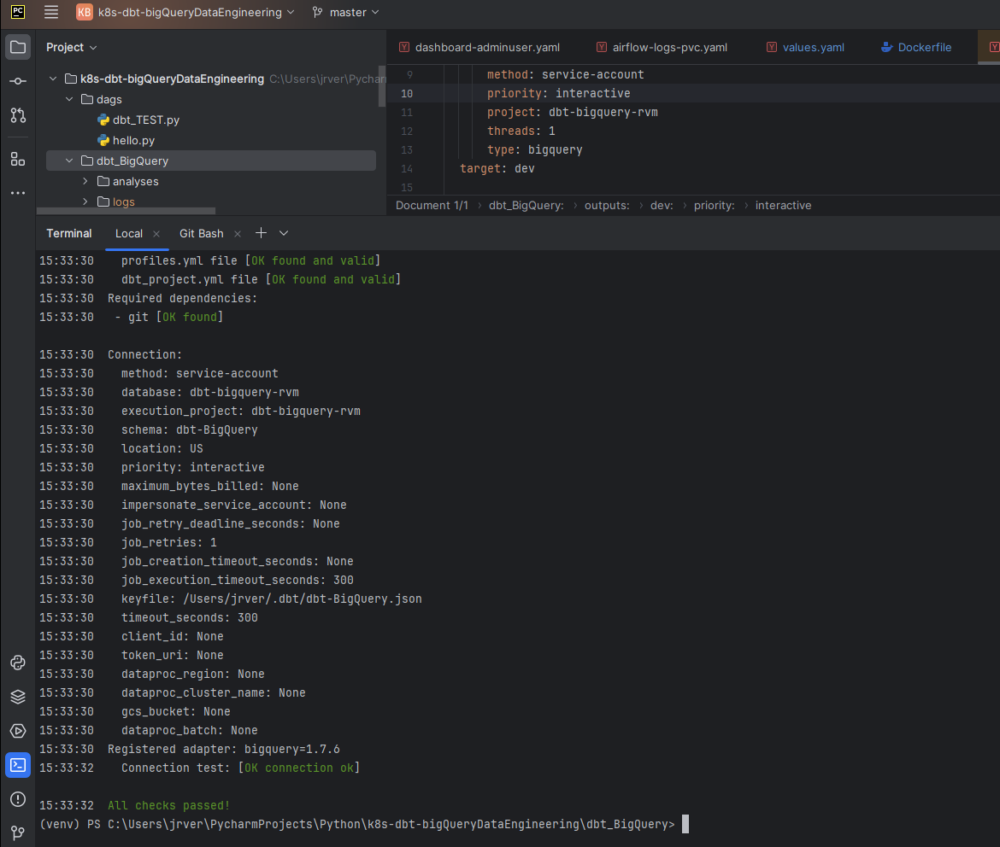 PC KB k8s-dbt-bigQueryDataEngineering master
Project
k8s-dbt-bigQueryDataEngineering C:\Users\jrver\Pychar
dags
dbt_TEST.py
hello.py
dbt_BigQuery
analyses
logs
dashboard-adminuser.yaml airflow-logs-pvc.yaml values.yaml Dockerfile
9 method: service-account
10 priority: interactive
11 project: dbt-bigquery-rvm
12 threads: 1
13 type: bigquery
14 target: dev
15
Document 1/1 dbt_BigQuery: outputs: dev: priority: interactive
Terminal Local Git Bash
15:33:30 profiles.yml file [OK found and valid]
15:33:30 dbt_project.yml file [OK found and valid]
15:33:30 Required dependencies:
15:33:30 - git [OK found]
15:33:30 Connection:
15:33:30 method: service-account
15:33:30 database: dbt-bigquery-rvm
15:33:30 execution_project: dbt-bigquery-rvm
15:33:30 schema: dbt-BigQuery
15:33:30 location: US
15:33:30 priority: interactive
15:33:30 maximum_bytes_billed: None
15:33:30 impersonate_service_account: None
15:33:30 job_retry_deadline_seconds: None
15:33:30 job_retries: 1
15:33:30 job_creation_timeout_seconds: None
15:33:30 job_execution_timeout_seconds: 300
15:33:30 keyfile: /Users/jrver/.dbt/dbt-BigQuery.json
15:33:30 timeout_seconds: 300
15:33:30 client_id: None
15:33:30 token_uri: None
15:33:30 dataproc_region: None
15:33:30 dataproc_cluster_name: None
15:33:30 gcs_bucket: None
15:33:30 dataproc_batch: None
15:33:30 Registered adapter: bigquery=1.7.6
15:33:32 Connection test: [OK connection ok]
15:33:32 All checks passed!
(venv) PS C:\Users\jrver\PycharmProjects\Python\k8s-dbt-bigQueryDataEngineering\dbt_BigQuery>